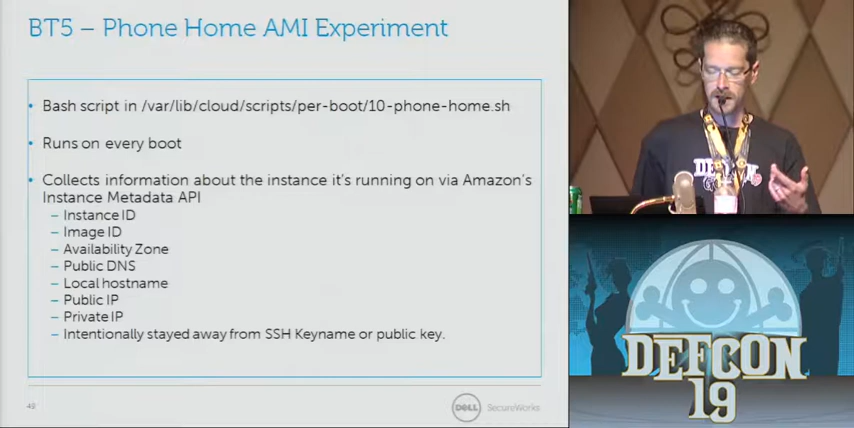 BT5 – Phone Home AMI Experiment
• Bash script in /var/lib/cloud/scripts/per-boot/10-phone-home.sh
• Runs on every boot
• Collects information about the instance it's running on via Amazon's
Instance Metadata API
– Instance ID
– Image ID
– Availability Zone
– Public DNS
– Local hostname
– Public IP
– Private IP
– Intentionally stayed away from SSH Keyname or public key.
DELL SecureWorks
DEFCON
DEFCON
19